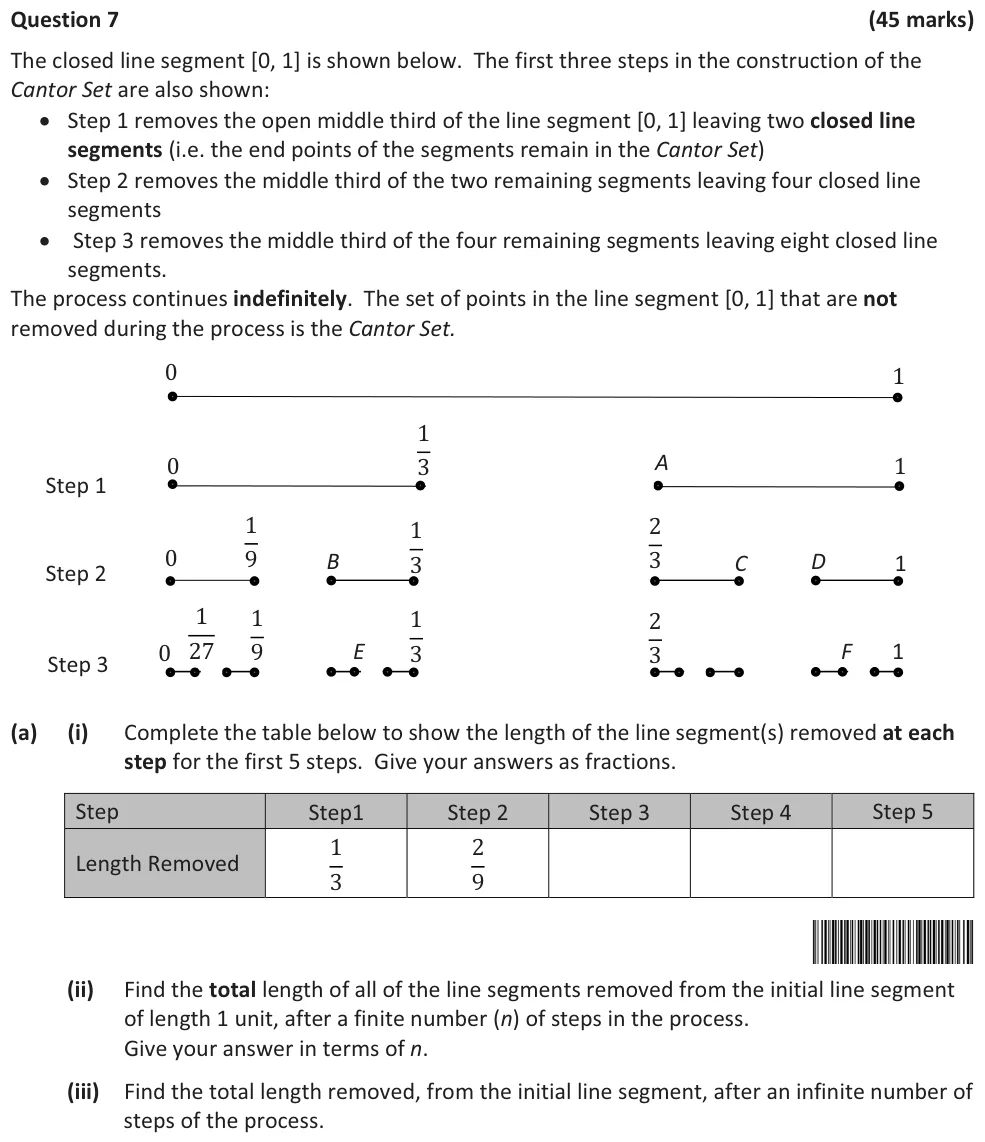 Question 7 (45 marks)
The closed line segment [0, 1] is shown below. The first three steps in the construction of the
Cantor Set are also shown:
• Step 1 removes the open middle third of the line segment [0, 1] leaving two closed line
segments (i.e. the end points of the segments remain in the Cantor Set)
• Step 2 removes the middle third of the two remaining segments leaving four closed line
segments
• Step 3 removes the middle third of the four remaining segments leaving eight closed line
segments.
The process continues indefinitely. The set of points in the line segment [0, 1] that are not
removed during the process is the Cantor Set.
0 1
Step 1 0 1/3 A 1
Step 2 0 1/9 B 1/3 2/3 C D 1
Step 3 0 1/27 1/9 E 1/3 2/3 F 1
(a) (i) Complete the table below to show the length of the line segment(s) removed at each
step for the first 5 steps. Give your answers as fractions.
Step Step1 Step 2 Step 3 Step 4 Step 5
Length Removed 1/3 2/9
(ii) Find the total length of all of the line segments removed from the initial line segment
of length 1 unit, after a finite number (n) of steps in the process.
Give your answer in terms of n.
(iii) Find the total length removed, from the initial line segment, after an infinite number of
steps of the process.